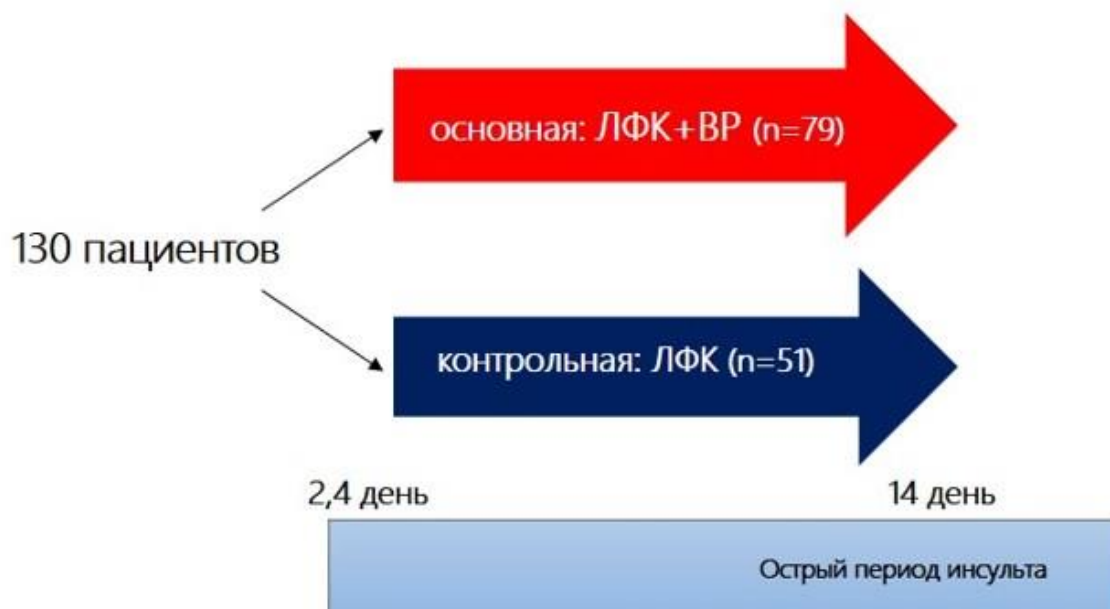 основная: ЛФК+ВР (n=79)
130 пациентов
контрольная: ЛФК (n=51)
2,4 день
14 день
Острый период инсульта